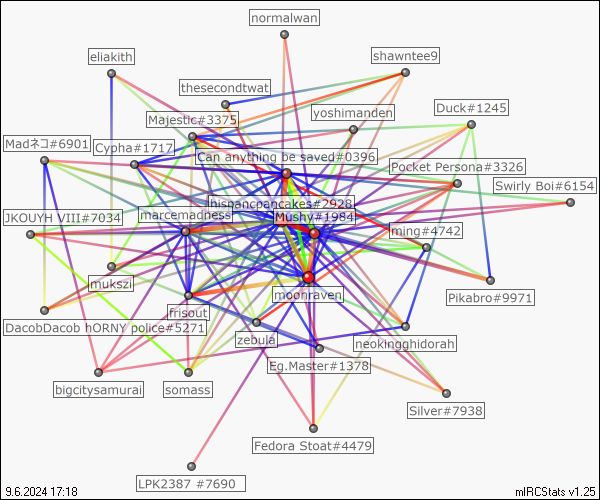 normalwan
eliakith
shawntee9
thesecondtwat
Majestic#3375
yoshimanden
Duck#1245
Madネコ#6901
Cypha#1717
Can anything be saved#0396
Pocket Persona#3326
Swirly Boi#6154
hispancpancakes#2928
JKOUYH VIII#7034
marcemadness
Mushy#1984
ming#4742
mukszi
moonraven
Pikabro#9971
frisout
DacobDacob hORNY police#5271
zebula
neokingghidorah
Eg.Master#1378
bigcitysamurai
somass
Silver#7938
Fedora Stoat#4479
LPK2387 #7690
9.6.2024 17:18
mIRCStats v1.25